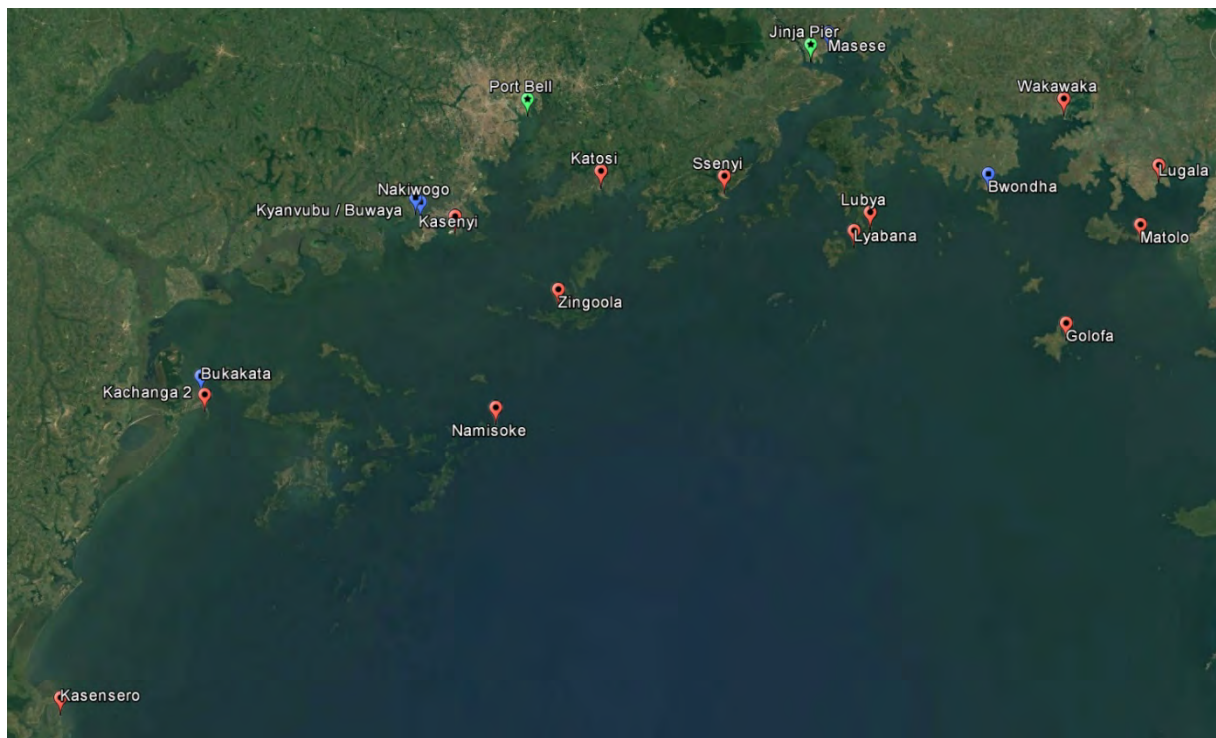 Jinja Pier
Masese
Port Bell
Wakawaka
Katosi
Ssenyi
Lugala
Bwondha
Nakiwogo
Kyanvubu / Buwaya
Kasenyi
Lubya
Lyabana
Matolo
Zingoola
Golofa
Bukakata
Kachanga 2
Namisoke
Kasensero